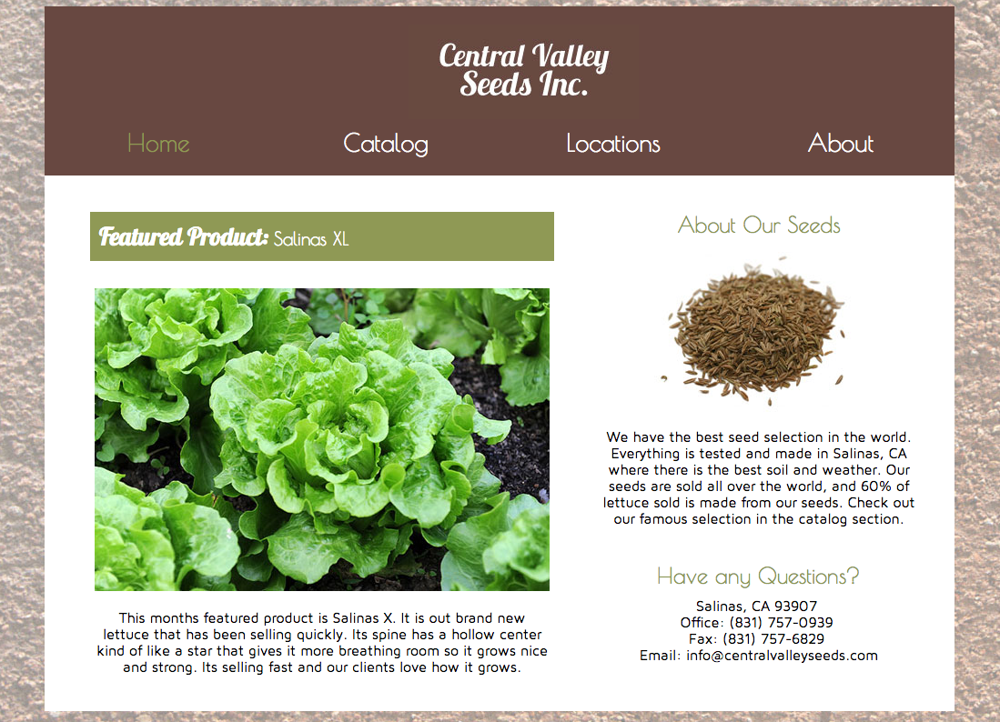 Central Valley
Seeds Inc.
Home Catalog Locations About
Featured Product: Salinas XL
This months featured product is Salinas X. It is out brand new
lettuce that has been selling quickly. Its spine has a hollow center
kind of like a star that gives it more breathing room so it grows nice
and strong. Its selling fast and our clients love how it grows.
About Our Seeds
We have the best seed selection in the world.
Everything is tested and made in Salinas, CA
where there is the best soil and weather. Our
seeds are sold all over the world, and 60% of
lettuce sold is made from our seeds. Check out
our famous selection in the catalog section.
Have any Questions?
Salinas, CA 93907
Office: (831) 757-0939
Fax: (831) 757-6829
Email: info@centralvalleyseeds.com